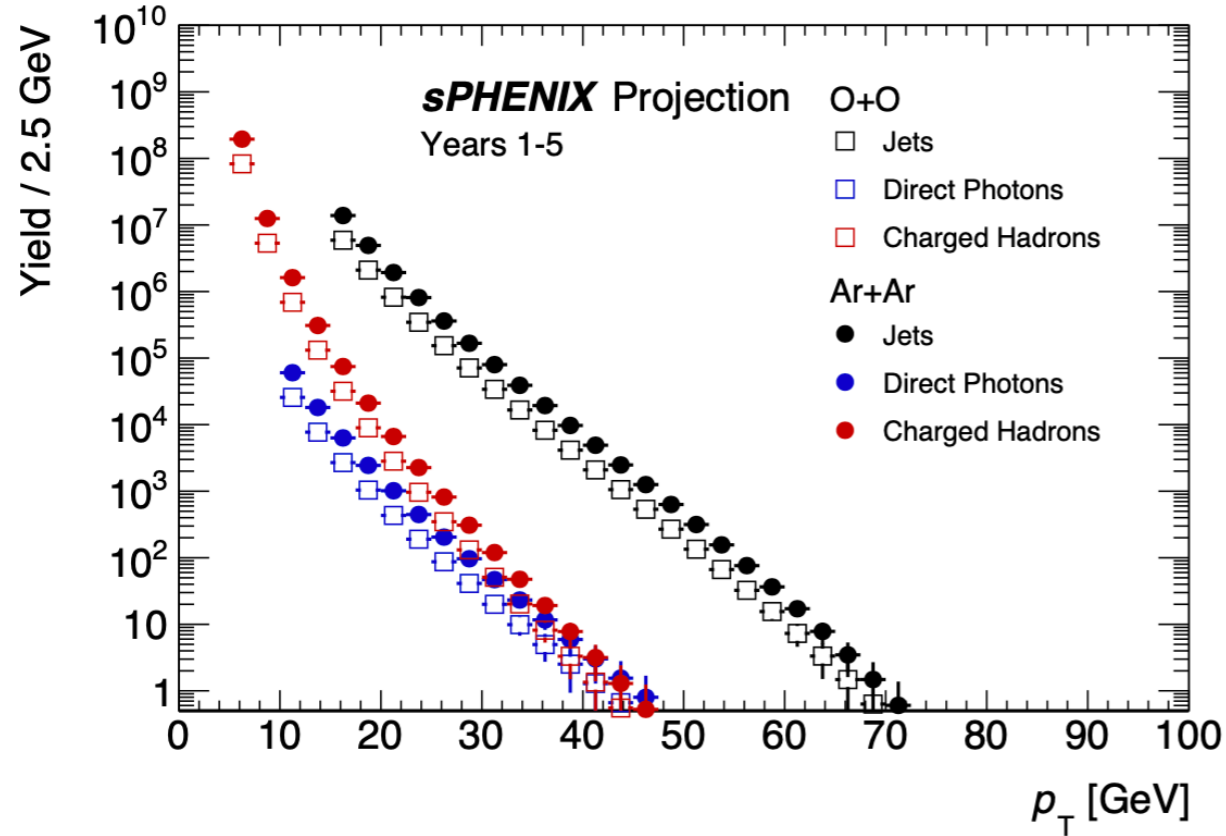 Yield / 2.5 GeV
10^10
10^9
10^8
10^7
10^6
10^5
10^4
10^3
10^2
10
1
sPHENIX Projection
Years 1-5
O+O
Jets
Direct Photons
Charged Hadrons
Ar+Ar
Jets
Direct Photons
Charged Hadrons
0 10 20 30 40 50 60 70 80 90 100
p_T [GeV]